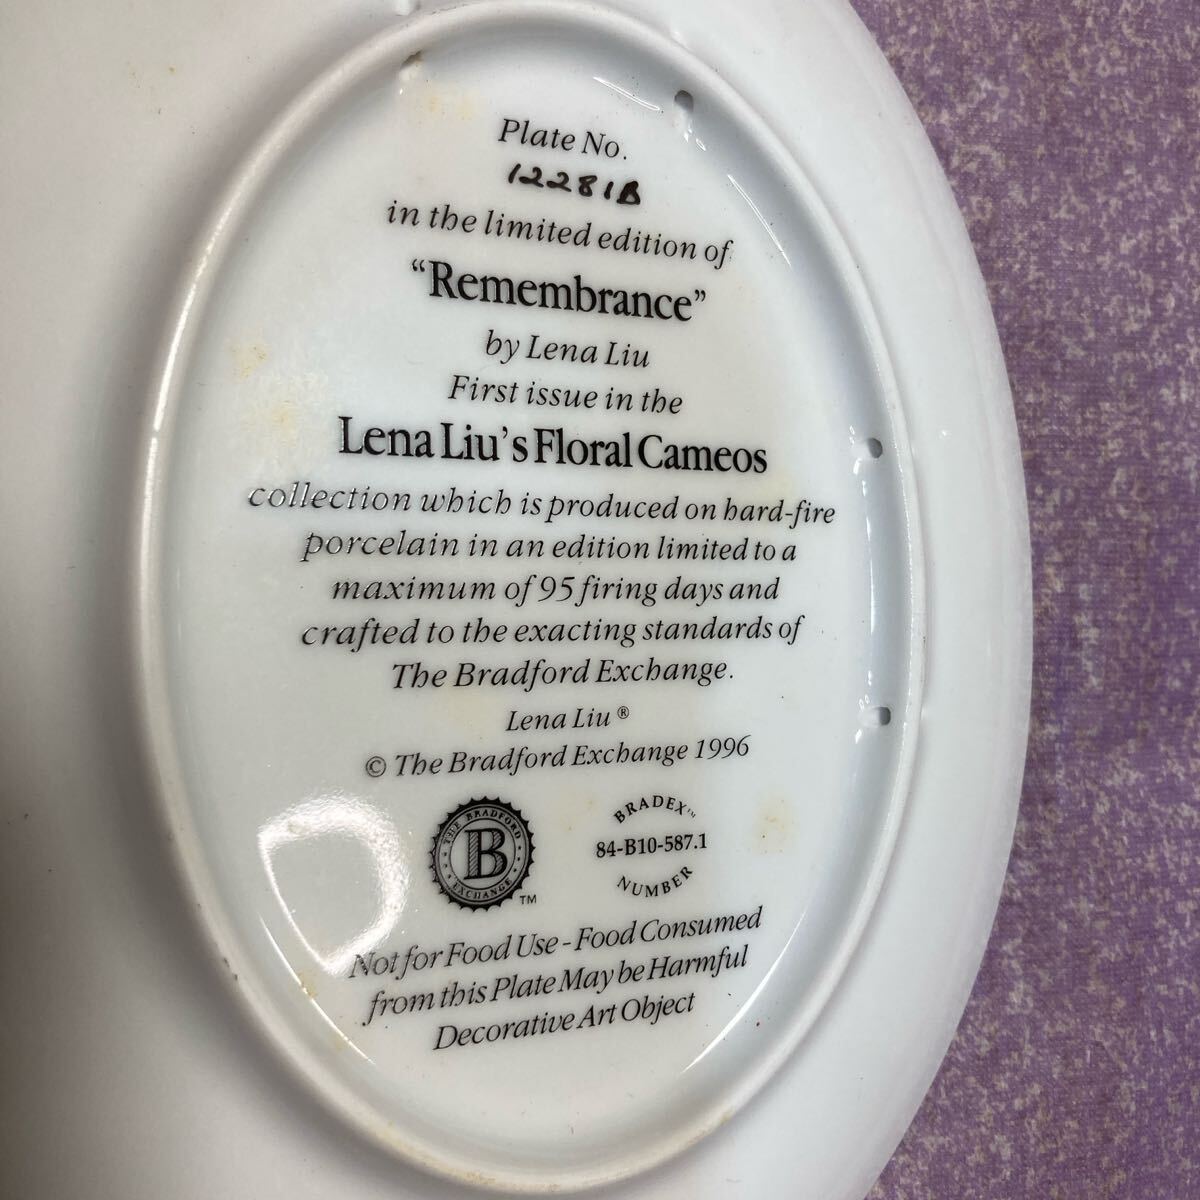 Plate No.
12281B
in the limited edition of
“Remembrance”
by Lena Liu
First issue in the
Lena Liu's Floral Cameos
collection which is produced on hard-fire
porcelain in an edition limited to a
maximum of 95 firing days and
crafted to the exacting standards of
The Bradford Exchange.
Lena Liu ®
© The Bradford Exchange 1996
THE BRADFORD
B
EXCHANGE
TM
BRADEX™
84-B10-587.1
NUMBER
Not for Food Use - Food Consumed
from this Plate May be Harmful
Decorative Art Object